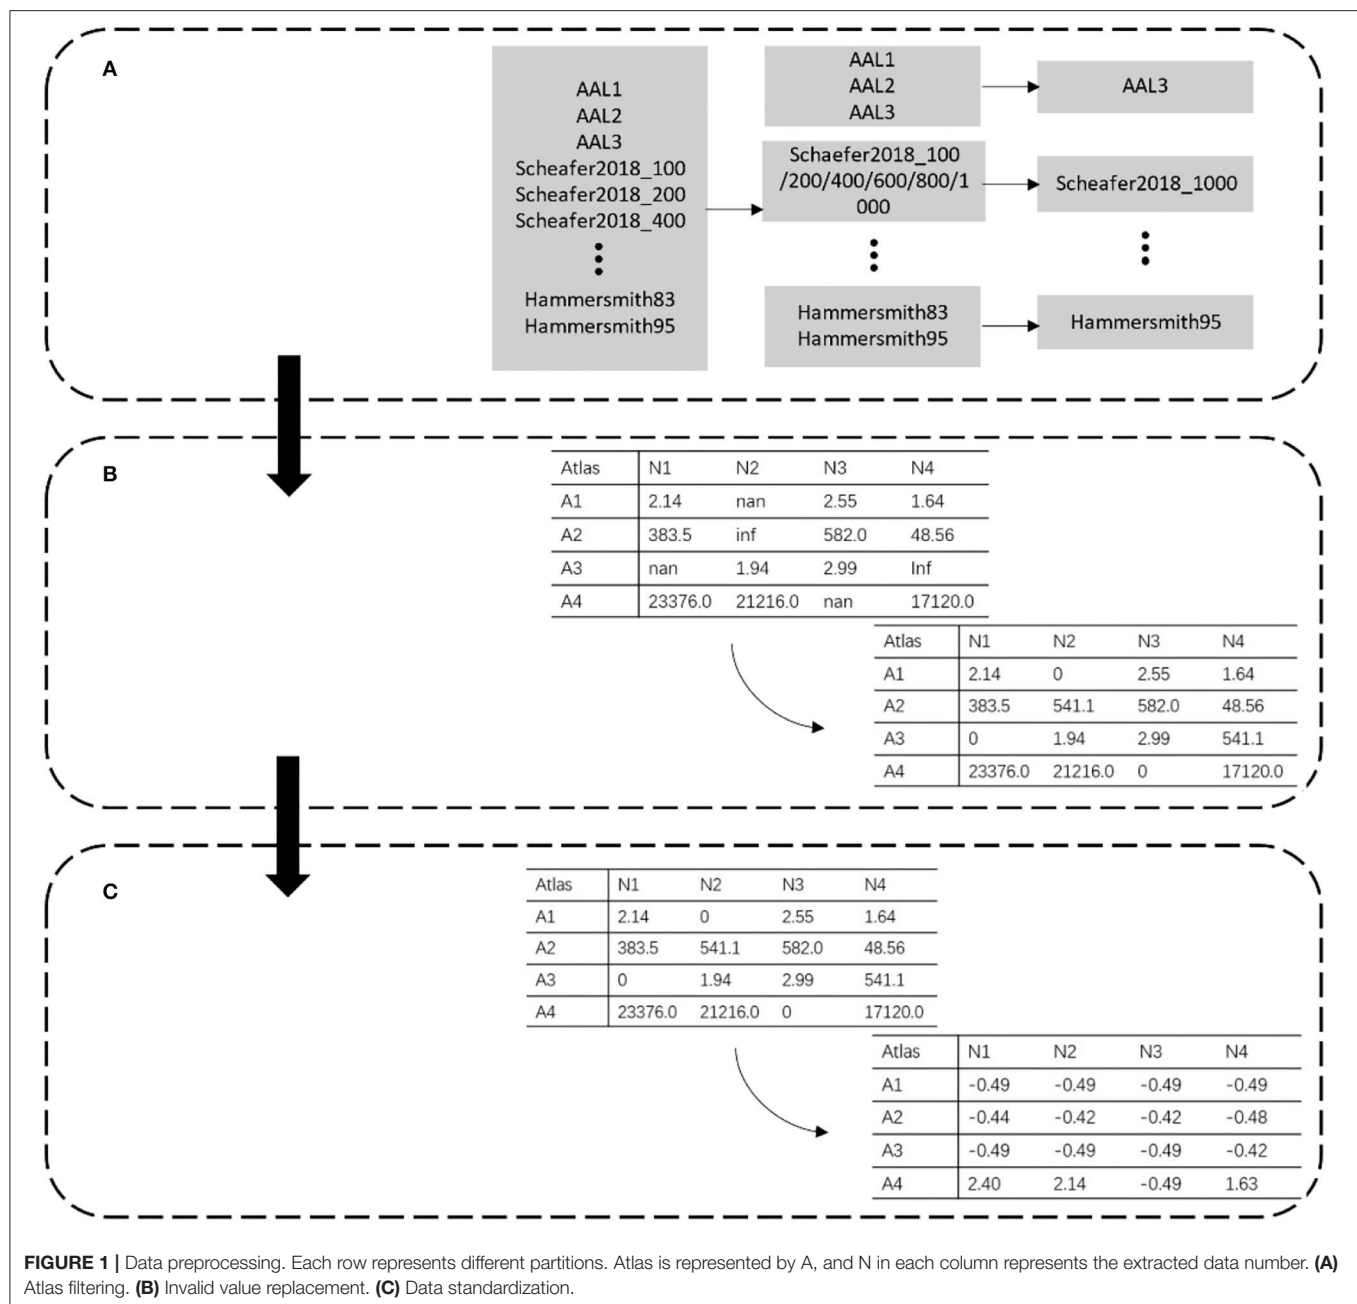 A
AAL1
AAL2
AAL3
Scheafer2018_100
Scheafer2018_200
Scheafer2018_400
Hammersmith83
Hammersmith95
AAL1
AAL2
AAL3
Schaefer2018_100
/200/400/600/800/1
000
Hammersmith83
Hammersmith95
AAL3
Scheafer2018_1000
Hammersmith95
B
Atlas N1 N2 N3 N4
A1 2.14 nan 2.55 1.64
A2 383.5 inf 582.0 48.56
A3 nan 1.94 2.99 Inf
A4 23376.0 21216.0 nan 17120.0
Atlas N1 N2 N3 N4
A1 2.14 0 2.55 1.64
A2 383.5 541.1 582.0 48.56
A3 0 1.94 2.99 541.1
A4 23376.0 21216.0 0 17120.0
C
Atlas N1 N2 N3 N4
A1 2.14 0 2.55 1.64
A2 383.5 541.1 582.0 48.56
A3 0 1.94 2.99 541.1
A4 23376.0 21216.0 0 17120.0
Atlas N1 N2 N3 N4
A1 -0.49 -0.49 -0.49 -0.49
A2 -0.44 -0.42 -0.42 -0.48
A3 -0.49 -0.49 -0.49 -0.42
A4 2.40 2.14 -0.49 1.63
FIGURE 1 | Data preprocessing. Each row represents different partitions. Atlas is represented by A, and N in each column represents the extracted data number. (A)
Atlas filtering. (B) Invalid value replacement. (C) Data standardization.